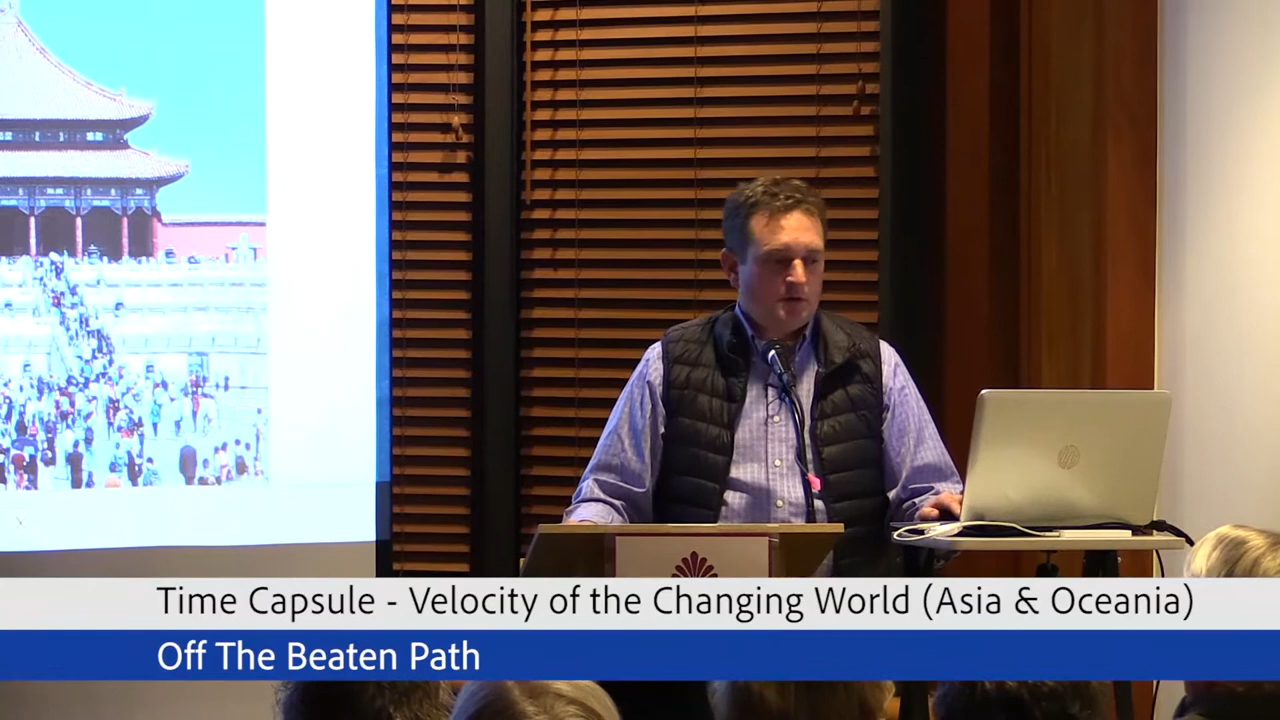 Time Capsule - Velocity of the Changing World (Asia & Oceania)
Off The Beaten Path